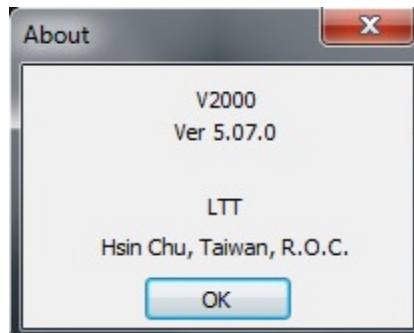 About
V2000
Ver 5.07.0
LTT
Hsin Chu, Taiwan, R.O.C.
OK